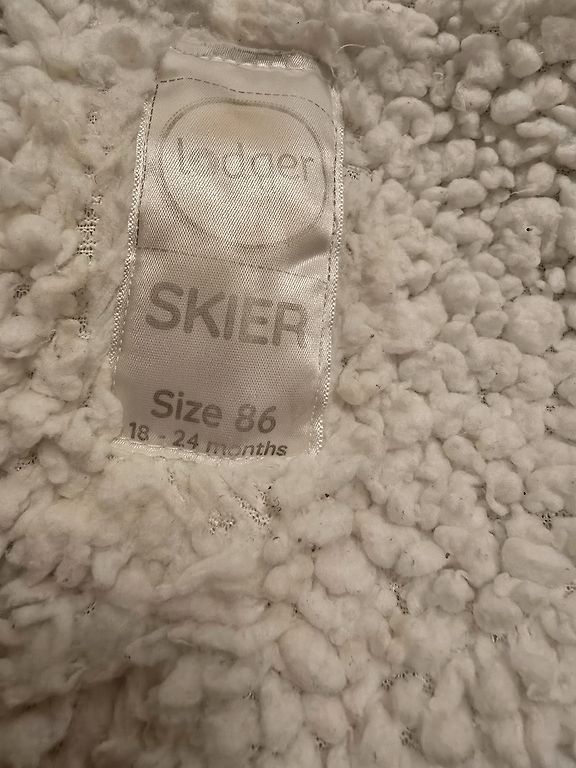 lodger
SKIER
Size 86
18 - 24 months